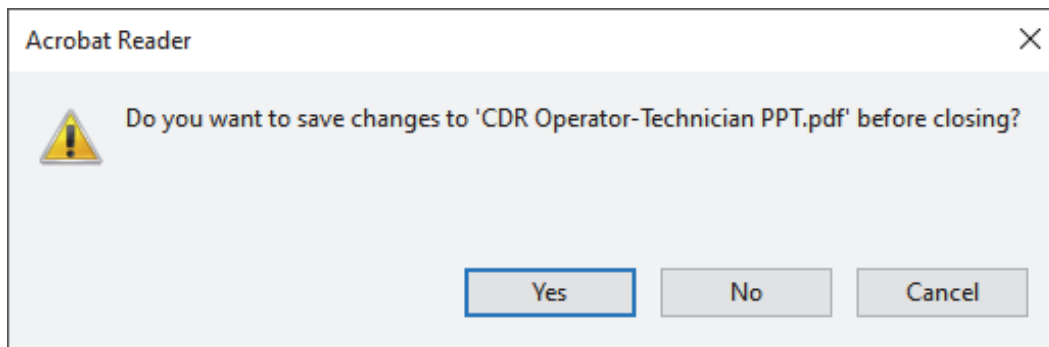 Acrobat Reader
Do you want to save changes to 'CDR Operator-Technician PPT.pdf' before closing?
Yes
No
Cancel